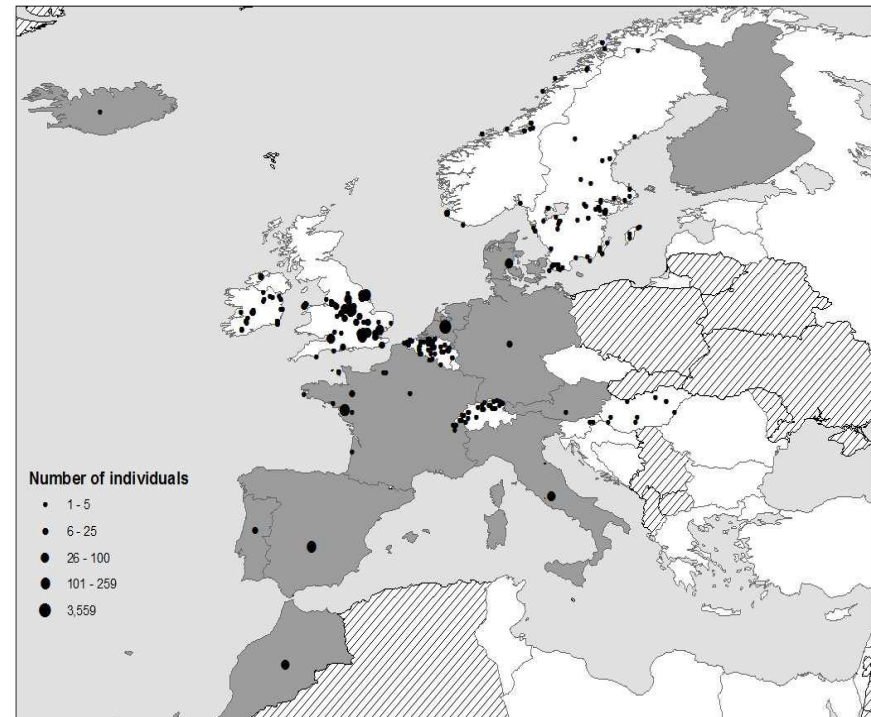 Number of individuals
1 - 5
6 - 25
26 - 100
101 - 259
3,559